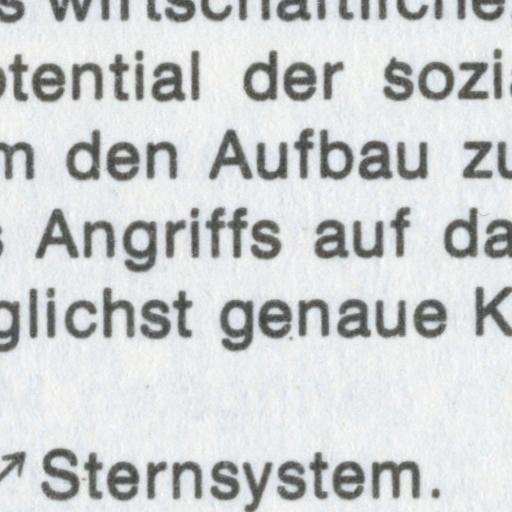 s wirtschaftliche
otential der sozia
m den Aufbau zu
s Angriffs auf da
glichst genaue K
↗ Sternsystem.